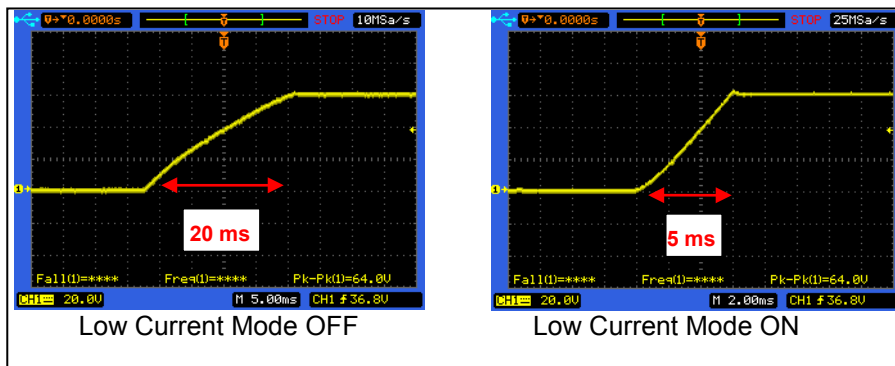 0.0000s STOP 10MSa/s
T
1
20 ms
Fall(1)=**** Freq(1)=**** Pk-Pk(1)=64.0V
CH1 20.0V M 5.00ms CH1 36.8V
Low Current Mode OFF
0.0000s STOP 25MSa/s
T
1
5 ms
Fall(1)=**** Freq(1)=**** Pk-Pk(1)=64.0V
CH1 20.0V M 2.00ms CH1 36.8V
Low Current Mode ON